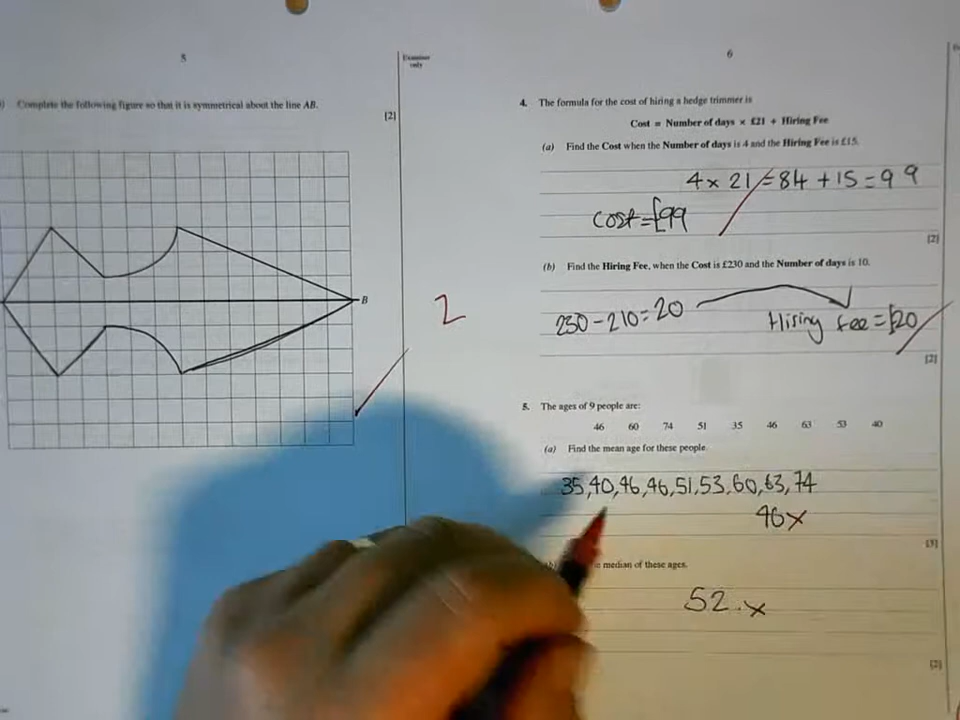 5
Examiner
only
Complete the following figure so that it is symmetrical about the line AB.
[2]
B
2
6
4. The formula for the cost of hiring a hedge trimmer is
Cost = Number of days × £21 + Hiring Fee
(a) Find the Cost when the Number of days is 4 and the Hiring Fee is £15.
4 × 21 = 84 + 15 = 99
cost = £99
[2]
(b) Find the Hiring Fee, when the Cost is £230 and the Number of days is 10.
230 - 210 = 20
Hising fee = £20
[2]
5. The ages of 9 people are:
46 60 74 51 35 46 63 53 40
(a) Find the mean age for these people.
35, 40, 46, 46, 51, 53, 60, 63, 74
46 x
[3]
median of these ages.
52. x
[2]